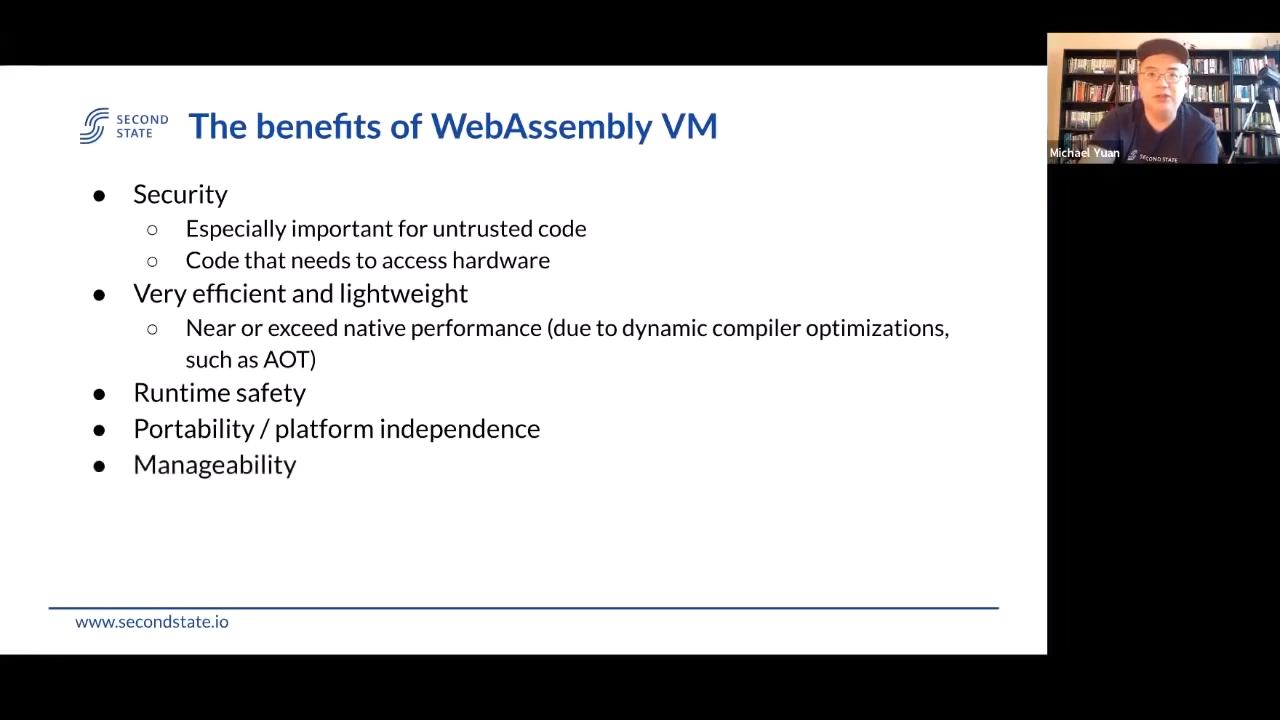 SECOND
STATE
The benefits of WebAssembly VM
● Security
○ Especially important for untrusted code
○ Code that needs to access hardware
● Very efficient and lightweight
○ Near or exceed native performance (due to dynamic compiler optimizations,
such as AOT)
● Runtime safety
● Portability / platform independence
● Manageability
www.secondstate.io
Michael Yuan
SECOND STATE